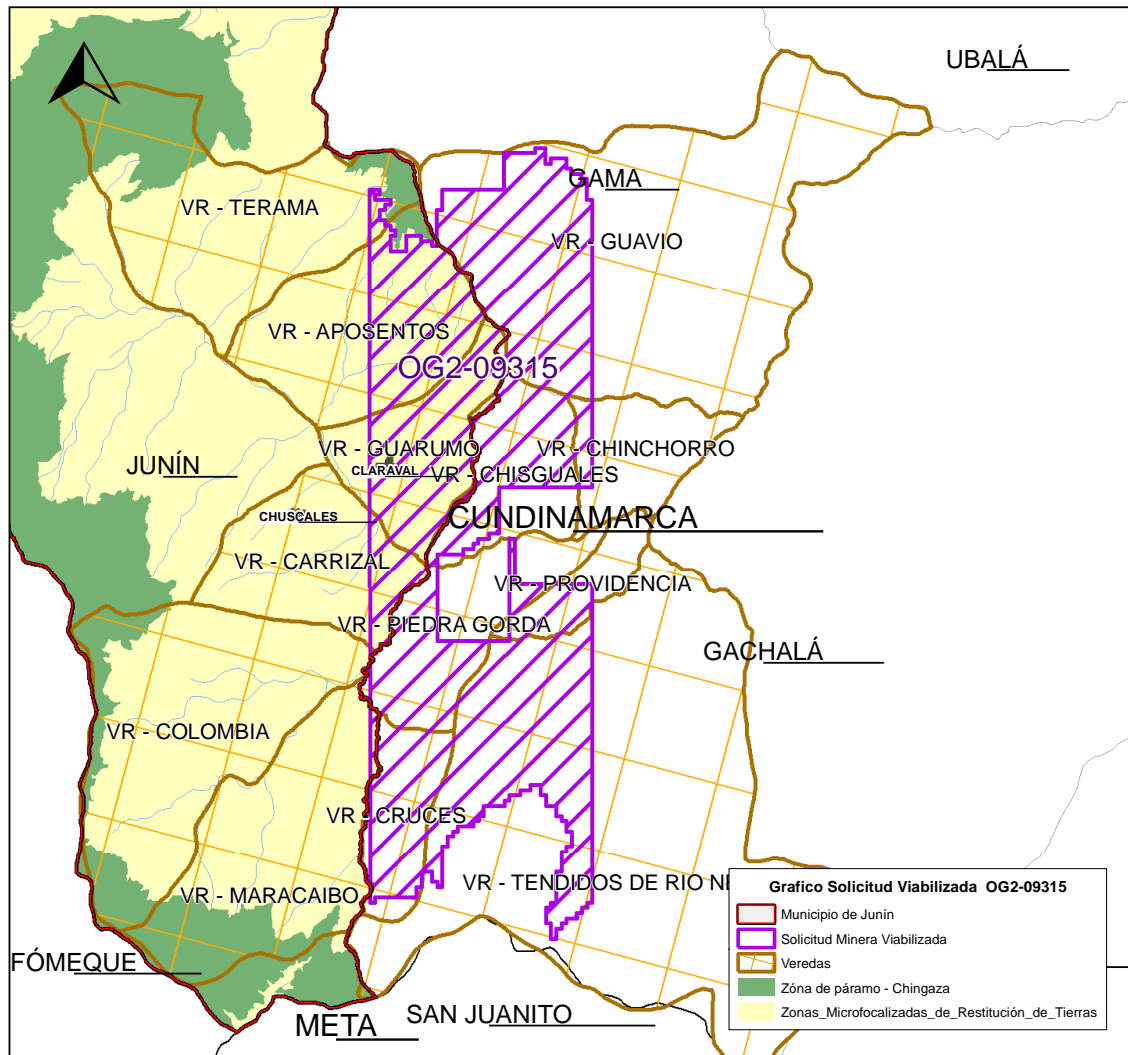 UBALÁ
GAMA
VR - TERAMA
VR - GUAVIO
VR - APOSENTOS
OG2-09315
VR - GUARUMO
VR - CHINCHORRO
JUNÍN
CLARAVAL
VR - CHISGUALES
CHUSCALES
CUNDINAMARCA
VR - CARRIZAL
VR - PROVIDENCIA
VR - PIEDRA GORDA
GACHALÁ
VR - COLOMBIA
VR - CRUCES
VR - TENDIDOS DE RIO
VR - MARACAIBO
FÓMEQUE
META
SAN JUANITO
Grafico Solicitud Viabilizada OG2-09315
Municipio de Junín
Solicitud Minera Viabilizada
Veredas
Zóna de páramo - Chingaza
Zonas_Microfocalizadas_de_Restitución_de_Tierras